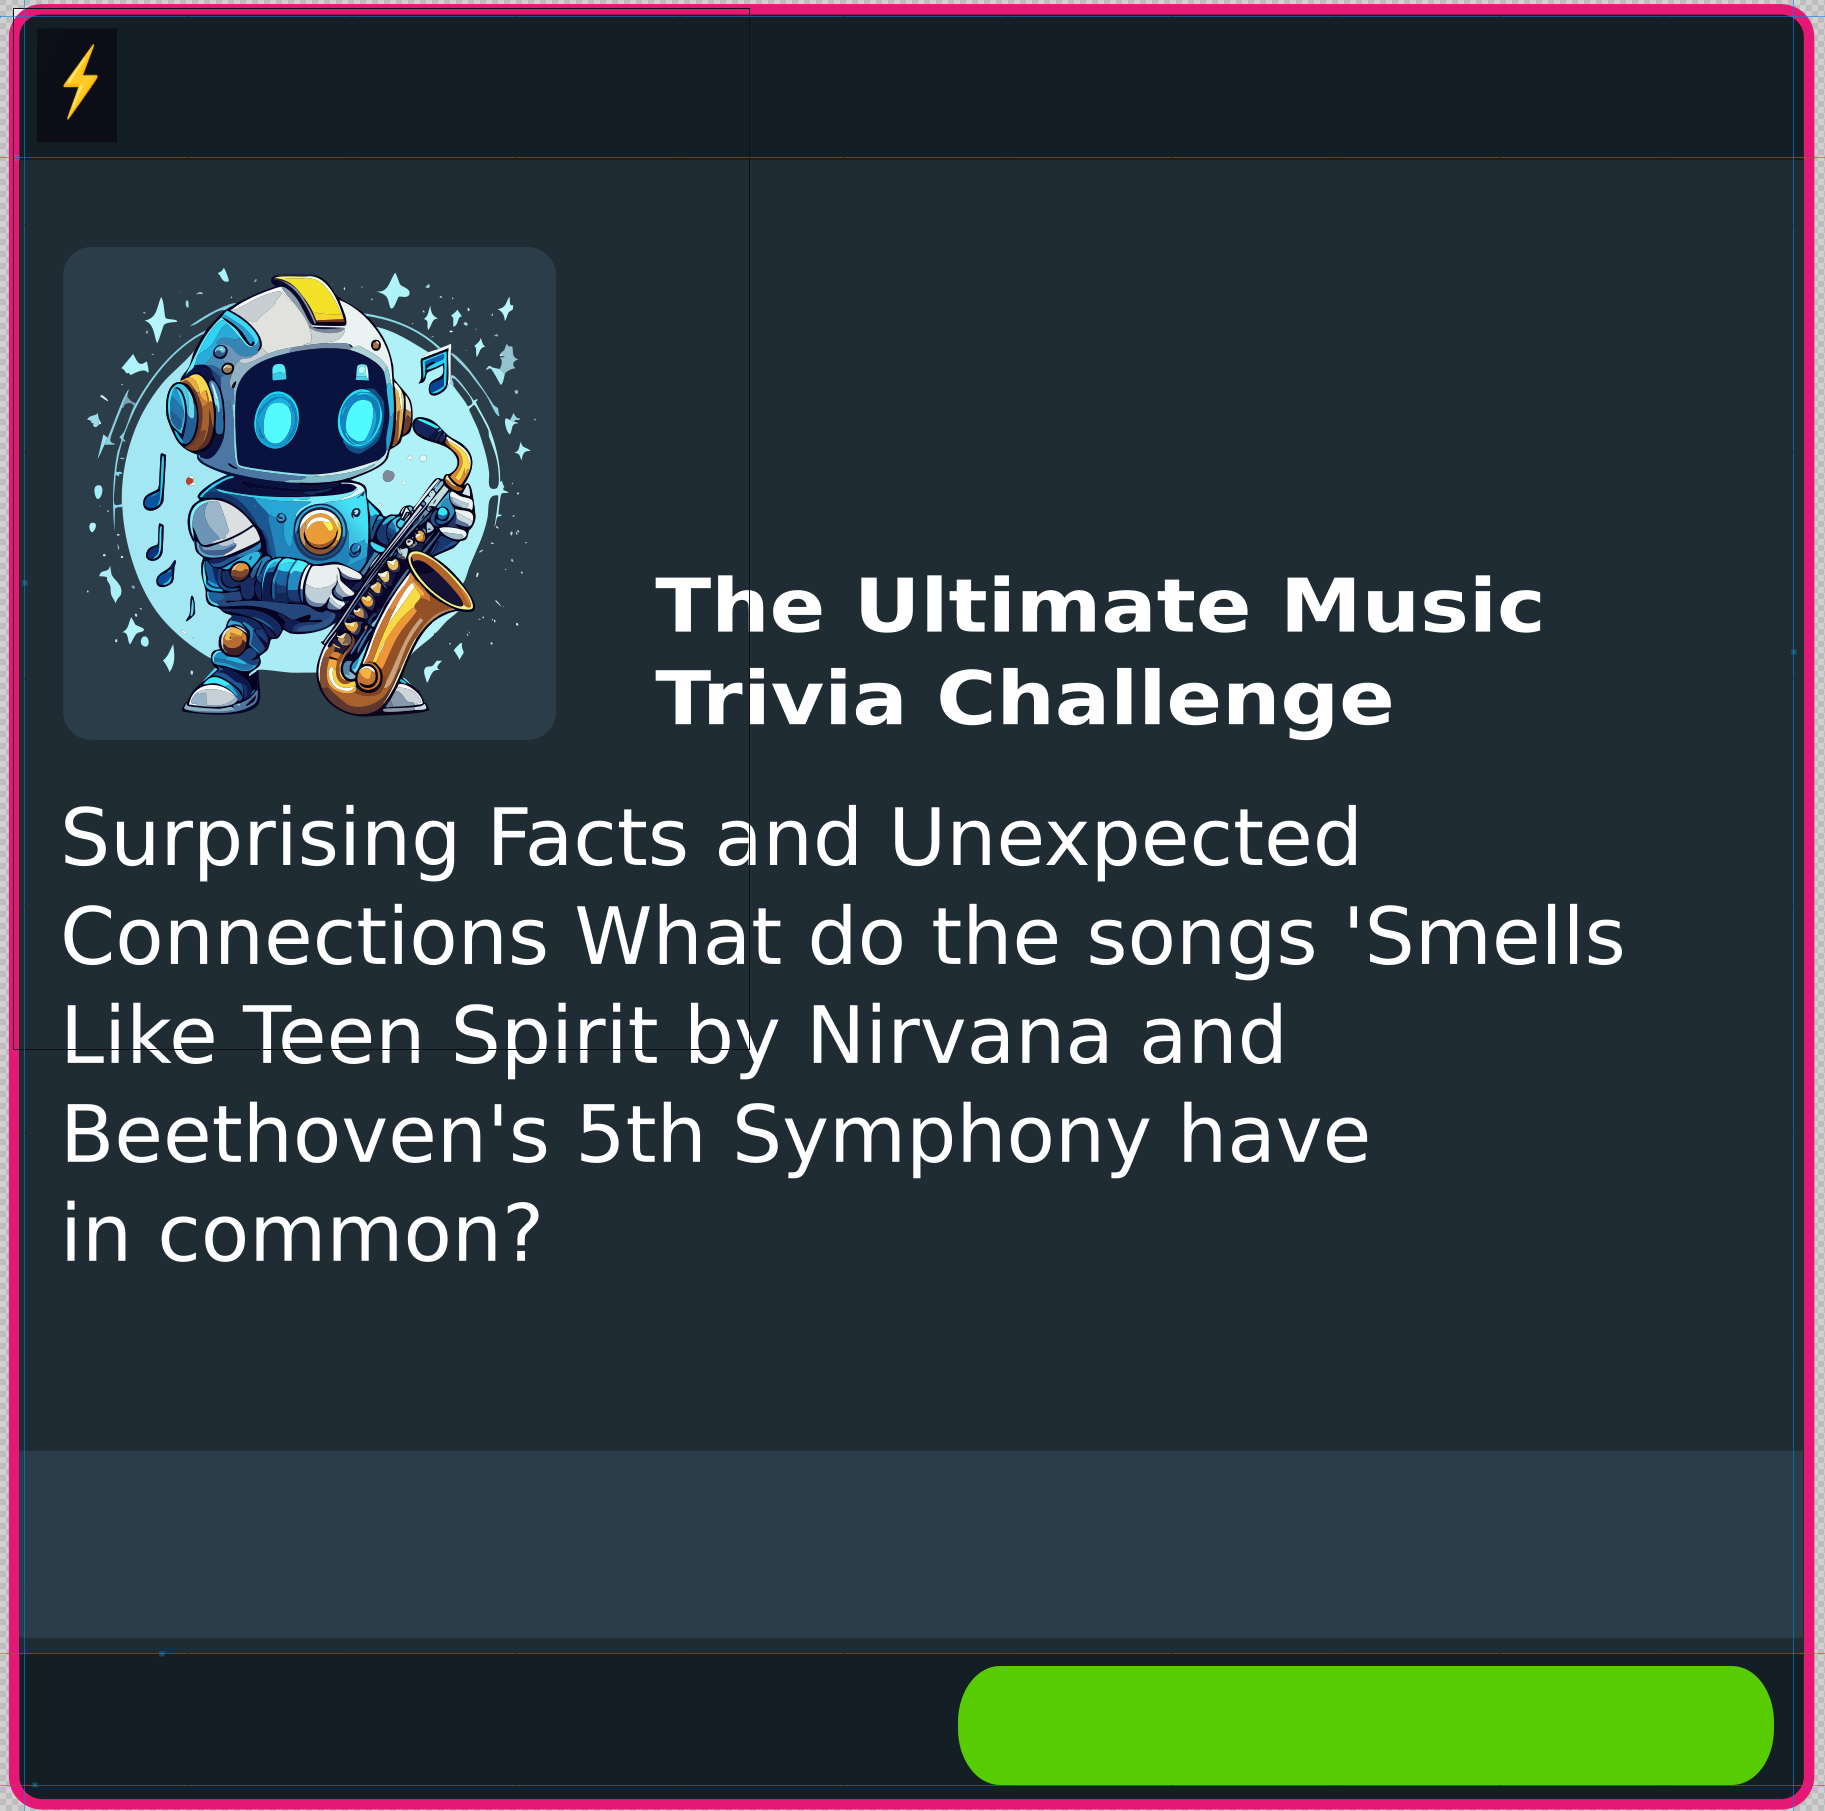 The Ultimate Music
Trivia Challenge
Surprising Facts and Unexpected
Connections What do the songs 'Smells
Like Teen Spirit by Nirvana and
Beethoven's 5th Symphony have
in common?